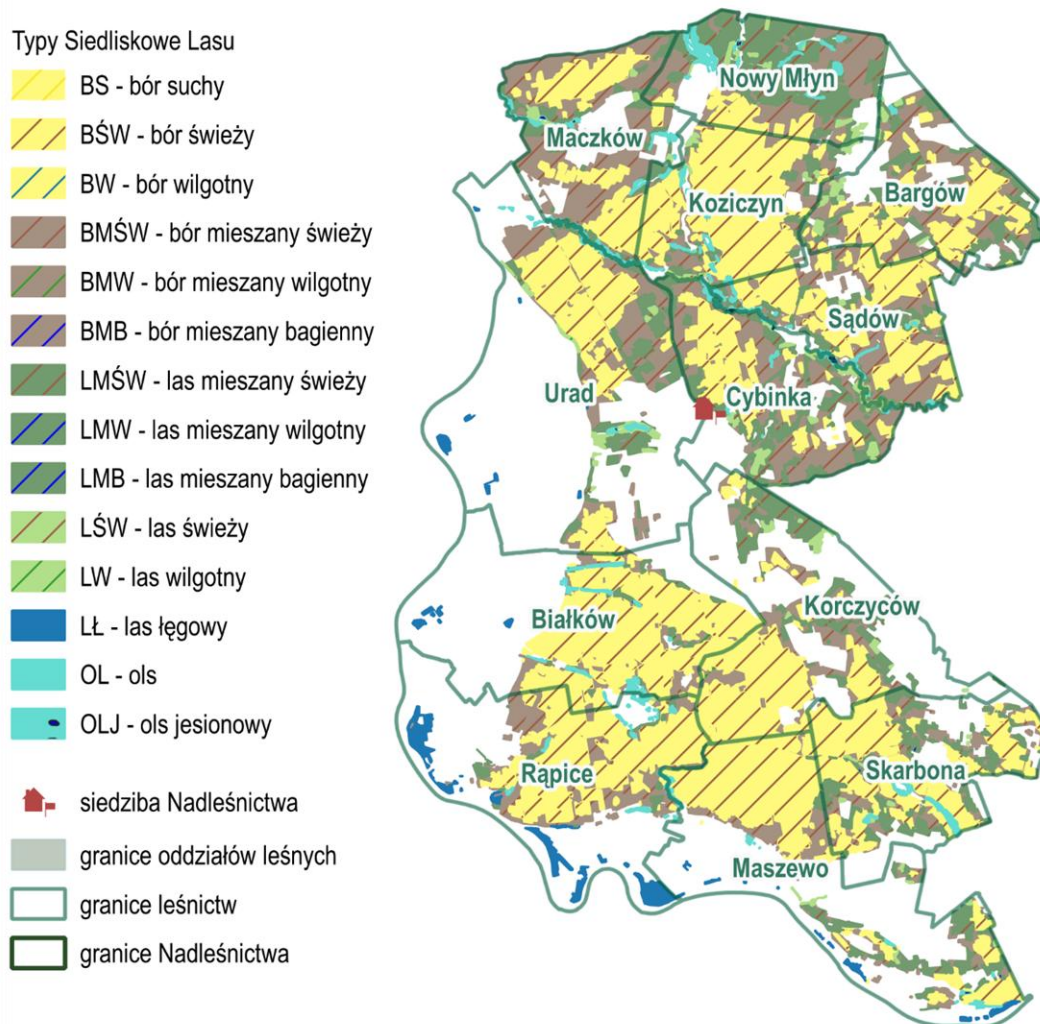 Typy Siedliskowe Lasu
BS - bór suchy
BŚW - bór świeży
BW - bór wilgotny
BMŚW - bór mieszany świeży
BMW - bór mieszany wilgotny
BMB - bór mieszany bagienny
LMŚW - las mieszany świeży
LMW - las mieszany wilgotny
LMB - las mieszany bagienny
LŚW - las świeży
LW - las wilgotny
LŁ - las łęgowy
OL - ols
OLJ - ols jesionowy
siedziba Nadleśnictwa
granice oddziałów leśnych
granice leśnictw
granice Nadleśnictwa
Nowy Młyn
Maczków
Koziczyn
Bargów
Sądów
Urad
Cybinka
Białków
Korczyców
Rąpice
Skarbona
Maszewo